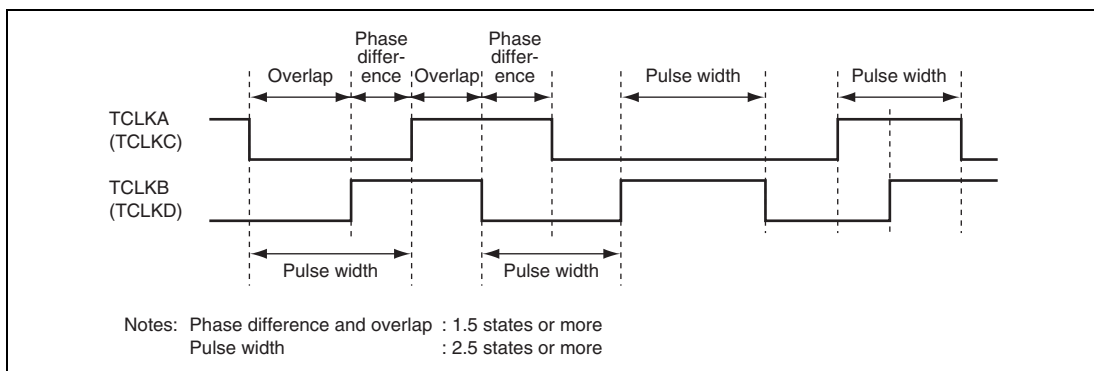 Phase
differ-
ence
Phase
differ-
ence
Overlap
Overlap
Pulse width
Pulse width
TCLKA
(TCLKC)
TCLKB
(TCLKD)
Pulse width
Pulse width
Notes: Phase difference and overlap : 1.5 states or more
Pulse width : 2.5 states or more